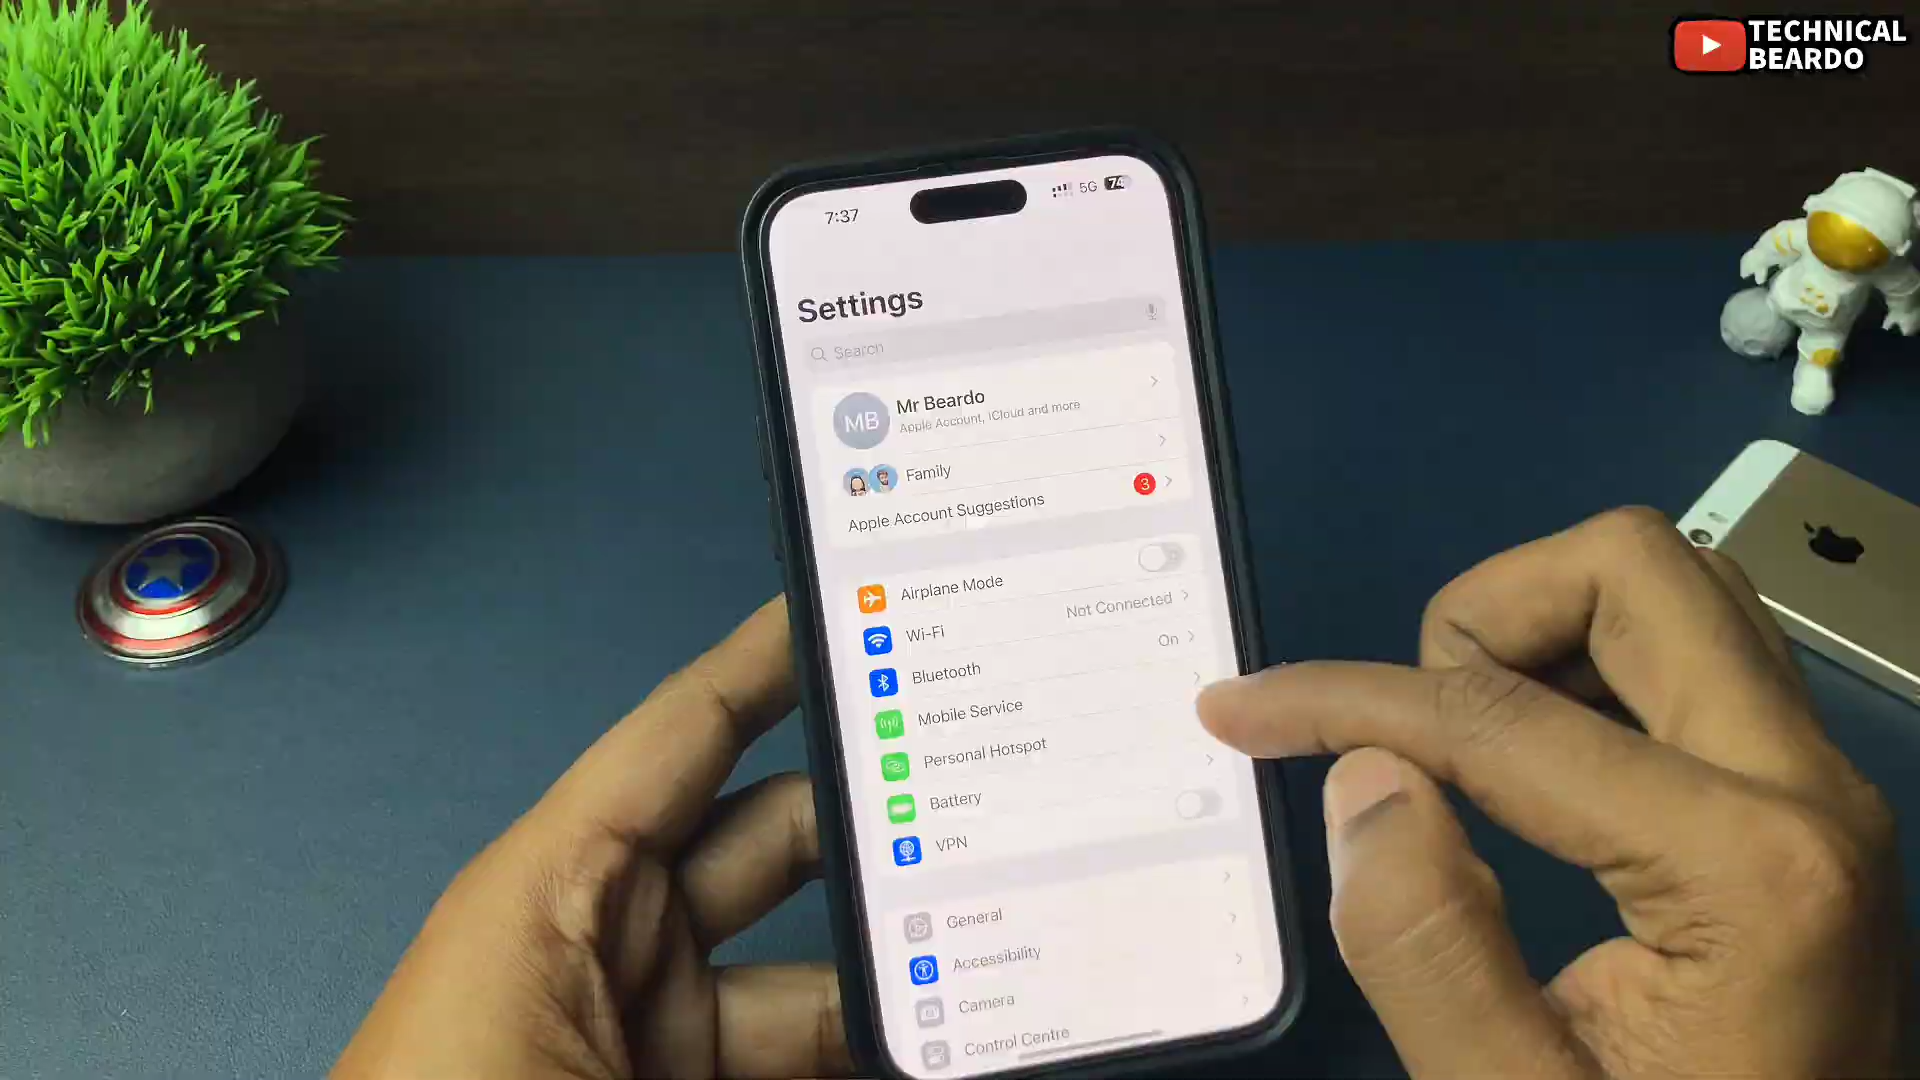 TECHNICAL
BEARDO
7:37
5G 74
Settings
Search
MB
Mr Beardo
Apple Account, iCloud and more
Family
Apple Account Suggestions 3
Airplane Mode
Wi-Fi Not Connected
Bluetooth On
Mobile Service
Personal Hotspot
Battery
VPN
General
Accessibility
Camera
Control Centre